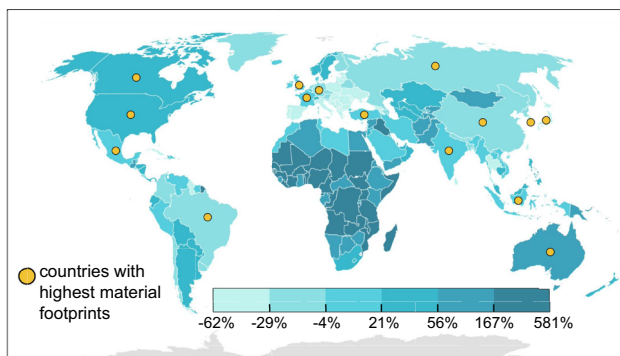 countries with
highest material
footprints
-62% -29% -4% 21% 56% 167% 581%